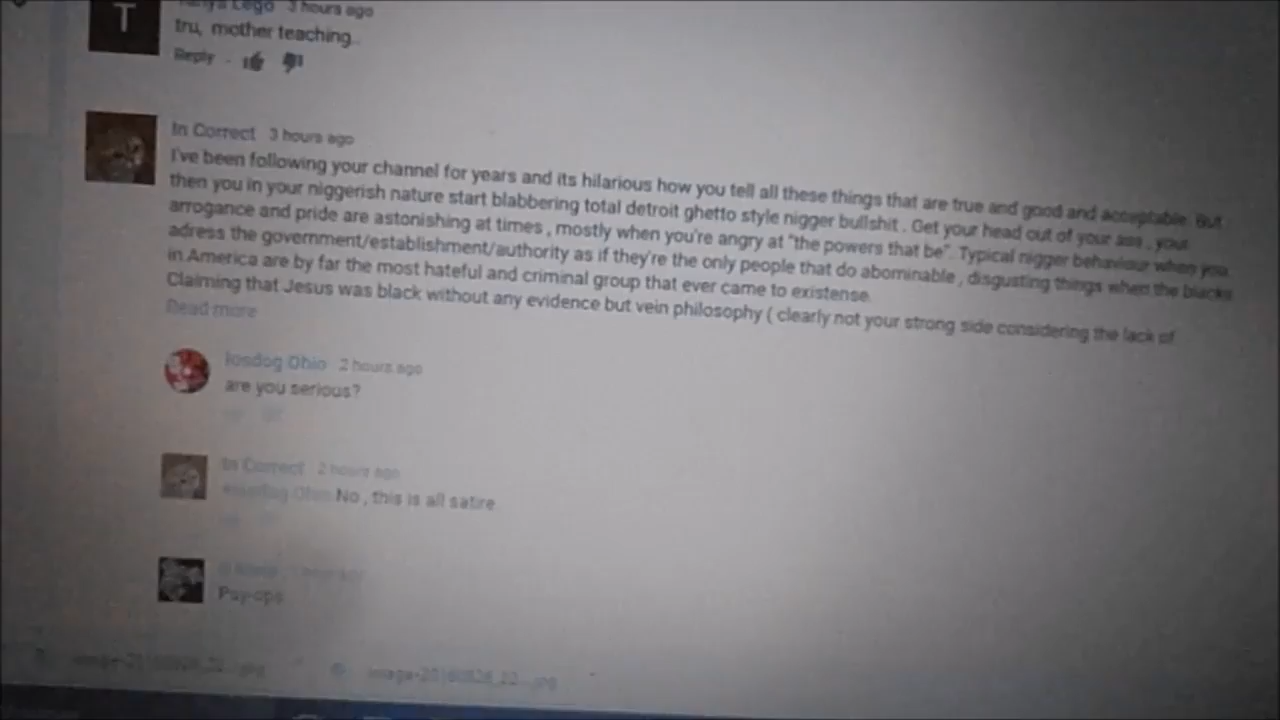 T
Lego 3 hours ago
tru, mother teaching..
Reply
In Correct 3 hours ago
I've been following your channel for years and its hilarious how you tell all these things that are true and good and acceptable. But
then you in your niggerish nature start blabbering total detroit ghetto style nigger bullshit . Get your head out of your ass , your
arrogance and pride are astonishing at times , mostly when you're angry at "the powers that be". Typical nigger behaviour when you
adress the government/establishment/authority as if they're the only people that do abominable , disgusting things when the blacks
in America are by far the most hateful and criminal group that ever came to existense.
Claiming that Jesus was black without any evidence but vein philosophy ( clearly not your strong side considering the lack of
Read more
Iosdog Ohio 2 hours ago
are you serious?
In Correct 2 hours ago
Ohio No , this is all satire
hour ago
Psy-ops